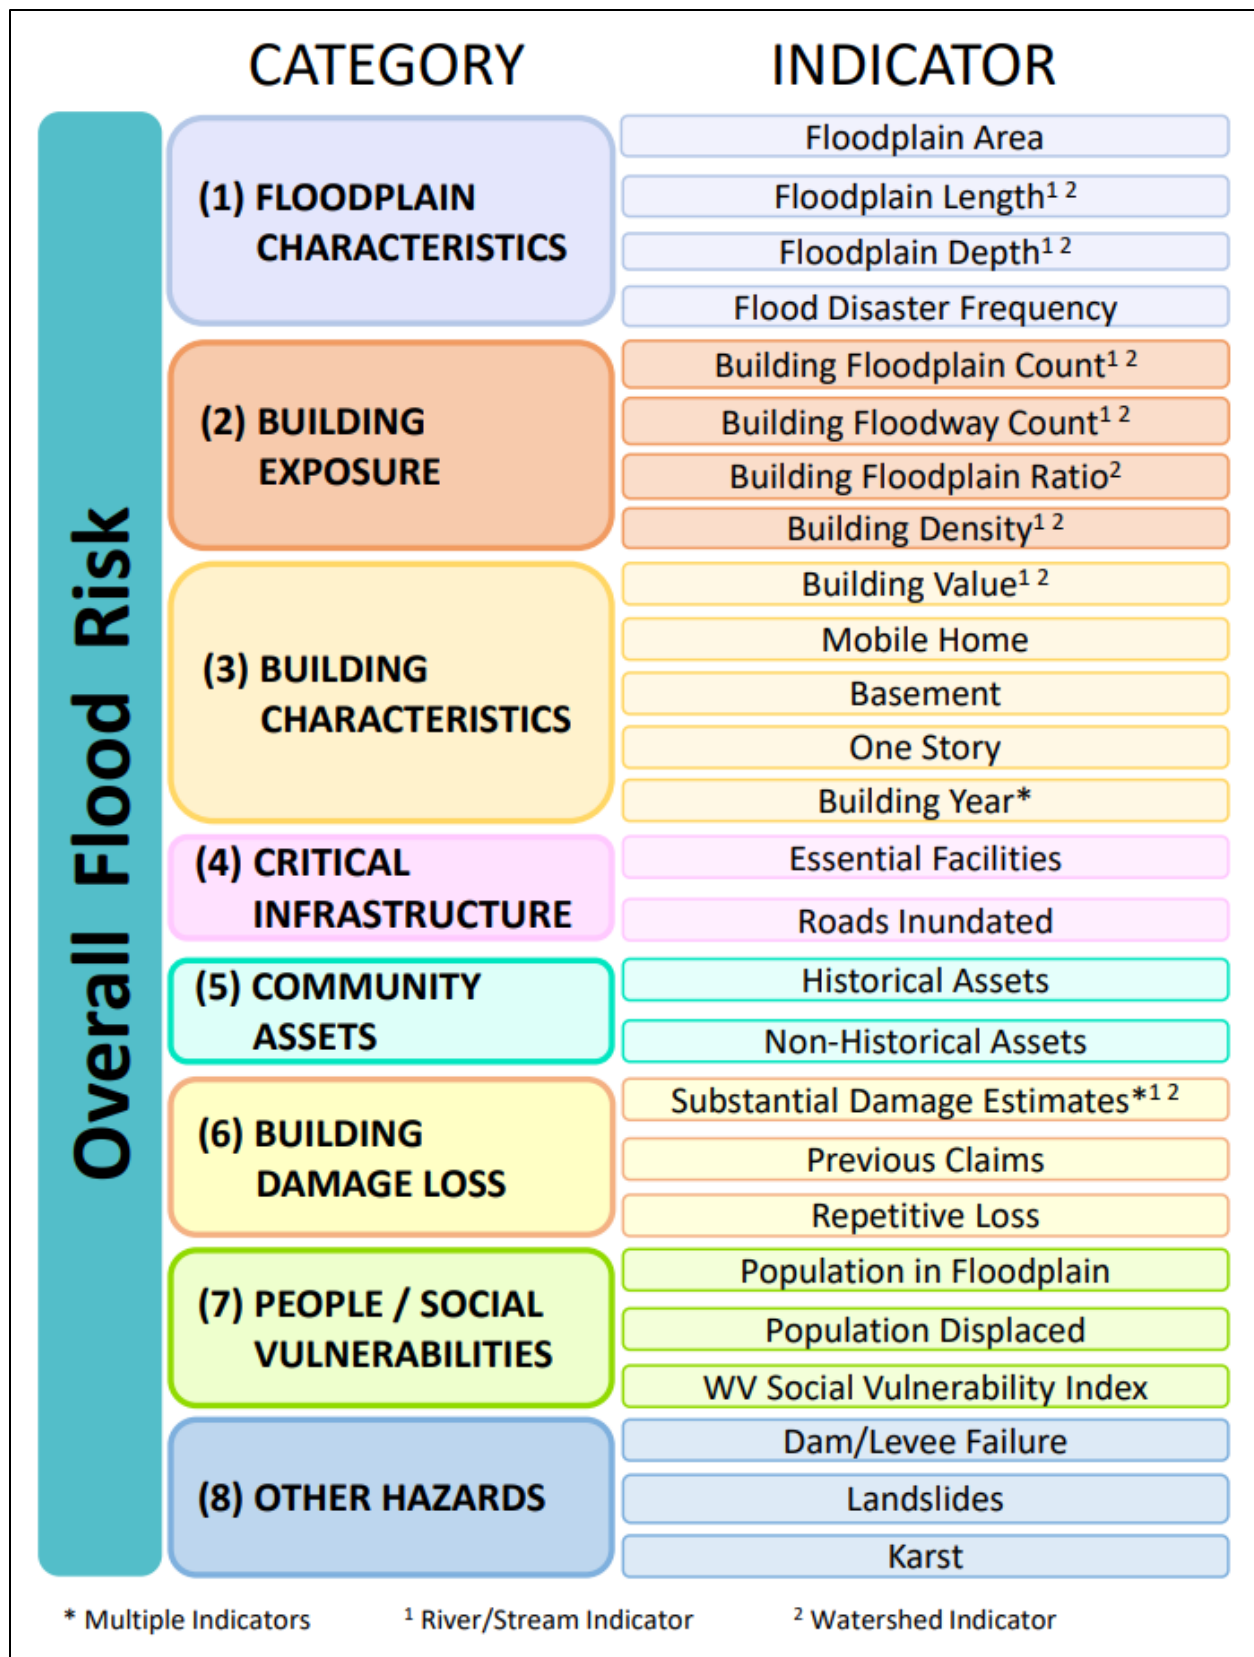 CATEGORY
INDICATOR
Overall Flood Risk
(1) FLOODPLAIN
CHARACTERISTICS
Floodplain Area
Floodplain Length¹ ²
Floodplain Depth¹ ²
Flood Disaster Frequency
(2) BUILDING
EXPOSURE
Building Floodplain Count¹ ²
Building Floodway Count¹ ²
Building Floodplain Ratio²
Building Density¹ ²
(3) BUILDING
CHARACTERISTICS
Building Value¹ ²
Mobile Home
Basement
One Story
Building Year*
(4) CRITICAL
INFRASTRUCTURE
Essential Facilities
Roads Inundated
(5) COMMUNITY
ASSETS
Historical Assets
Non-Historical Assets
(6) BUILDING
DAMAGE LOSS
Substantial Damage Estimates*¹ ²
Previous Claims
Repetitive Loss
(7) PEOPLE / SOCIAL
VULNERABILITIES
Population in Floodplain
Population Displaced
WV Social Vulnerability Index
(8) OTHER HAZARDS
Dam/Levee Failure
Landslides
Karst
* Multiple Indicators
¹ River/Stream Indicator
² Watershed Indicator